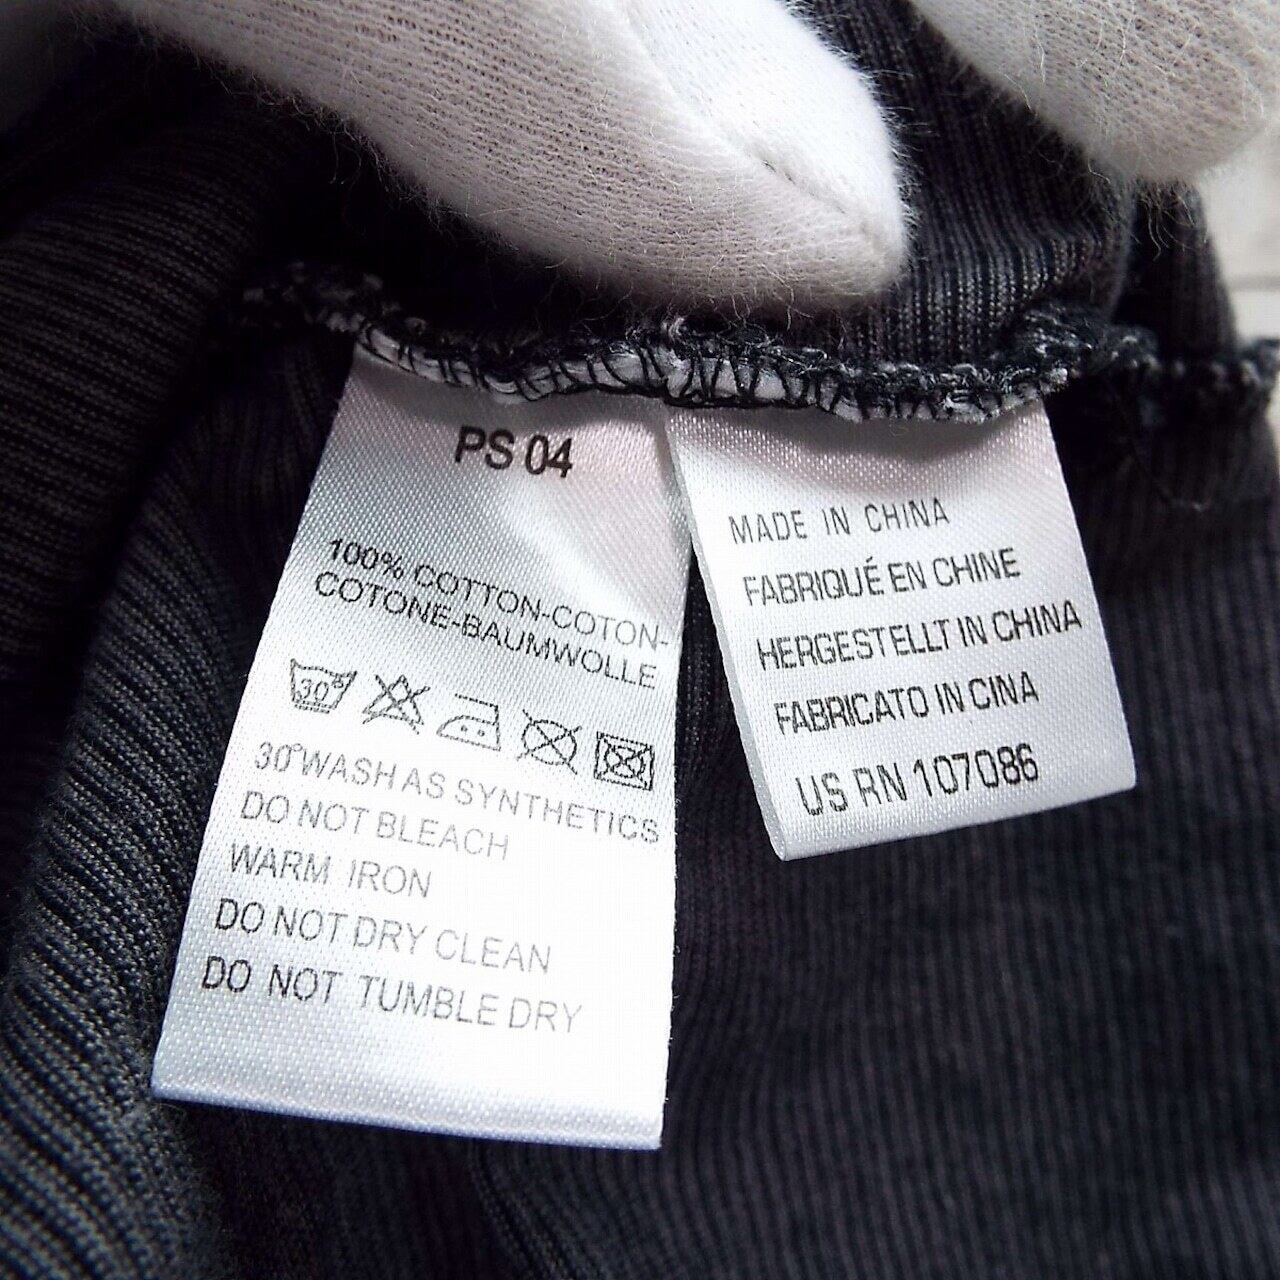 PS 04
100% COTTON-COTON-
COTONE-BAUMWOLLE
30°
30°WASH AS SYNTHETICS
DO NOT BLEACH
WARM IRON
DO NOT DRY CLEAN
DO NOT TUMBLE DRY
MADE IN CHINA
FABRIQUÉ EN CHINE
HERGESTELLT IN CHINA
FABRICATO IN CINA
US RN 107086